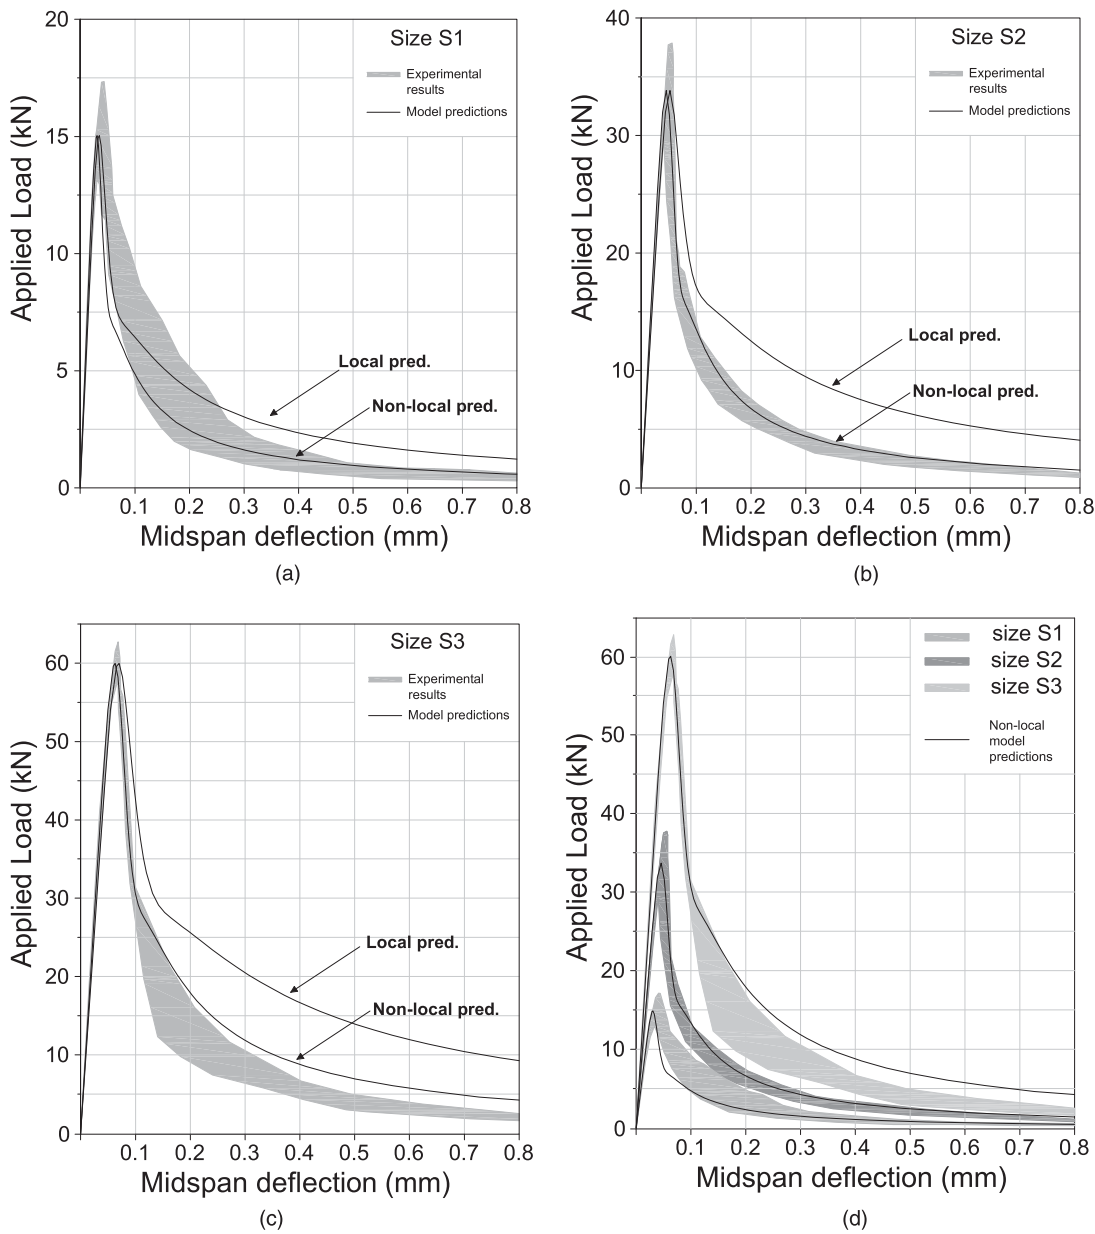 Size S1
Experimental
results
Model predictions
Local pred.
Non-local pred.
Applied Load (kN)
20
15
10
5
0
0.1 0.2 0.3 0.4 0.5 0.6 0.7 0.8
Midspan deflection (mm)
(a)
Size S2
Experimental
results
Model predictions
Local pred.
Non-local pred.
Applied Load (kN)
40
30
20
10
0
0.1 0.2 0.3 0.4 0.5 0.6 0.7 0.8
Midspan deflection (mm)
(b)
Size S3
Experimental
results
Model predictions
Local pred.
Non-local pred.
Applied Load (kN)
60
50
40
30
20
10
0
0.1 0.2 0.3 0.4 0.5 0.6 0.7 0.8
Midspan deflection (mm)
(c)
size S1
size S2
size S3
Non-local
model
predictions
Applied Load (kN)
60
50
40
30
20
10
0
0.1 0.2 0.3 0.4 0.5 0.6 0.7 0.8
Midspan deflection (mm)
(d)